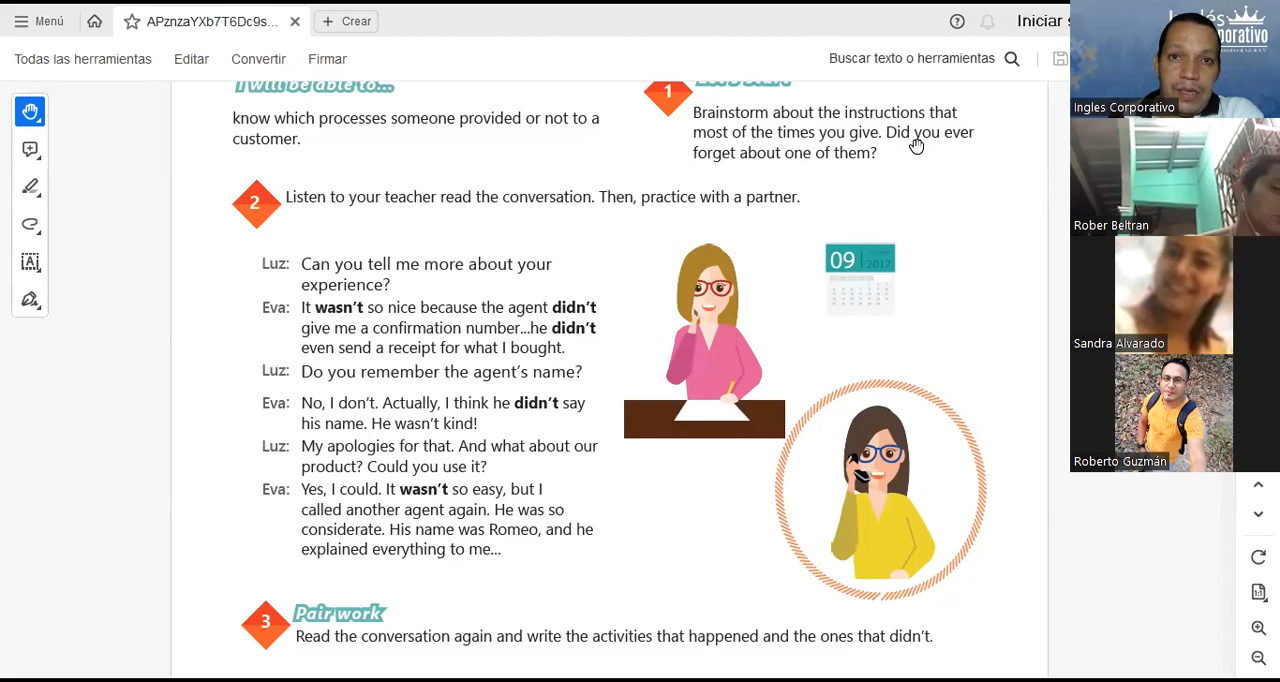 Menú
APznzaYXb7T6Dc9s...
Crear
Todas las herramientas
Editar
Convertir
Firmar
Buscar texto o herramientas
Iniciar
I will be able to...
know which processes someone provided or not to a
customer.
1
Brainstorm about the instructions that
most of the times you give. Did you ever
forget about one of them?
2
Listen to your teacher read the conversation. Then, practice with a partner.
Luz: Can you tell me more about your
experience?
Eva: It wasn't so nice because the agent didn't
give me a confirmation number...he didn't
even send a receipt for what I bought.
Luz: Do you remember the agent's name?
Eva: No, I don't. Actually, I think he didn't say
his name. He wasn't kind!
Luz: My apologies for that. And what about our
product? Could you use it?
Eva: Yes, I could. It wasn't so easy, but I
called another agent again. He was so
considerate. His name was Romeo, and he
explained everything to me...
09
2017
3
Pair work
Read the conversation again and write the activities that happened and the ones that didn't.
Ingles Corporativo
Rober Beltran
Sandra Alvarado
Roberto Guzmán